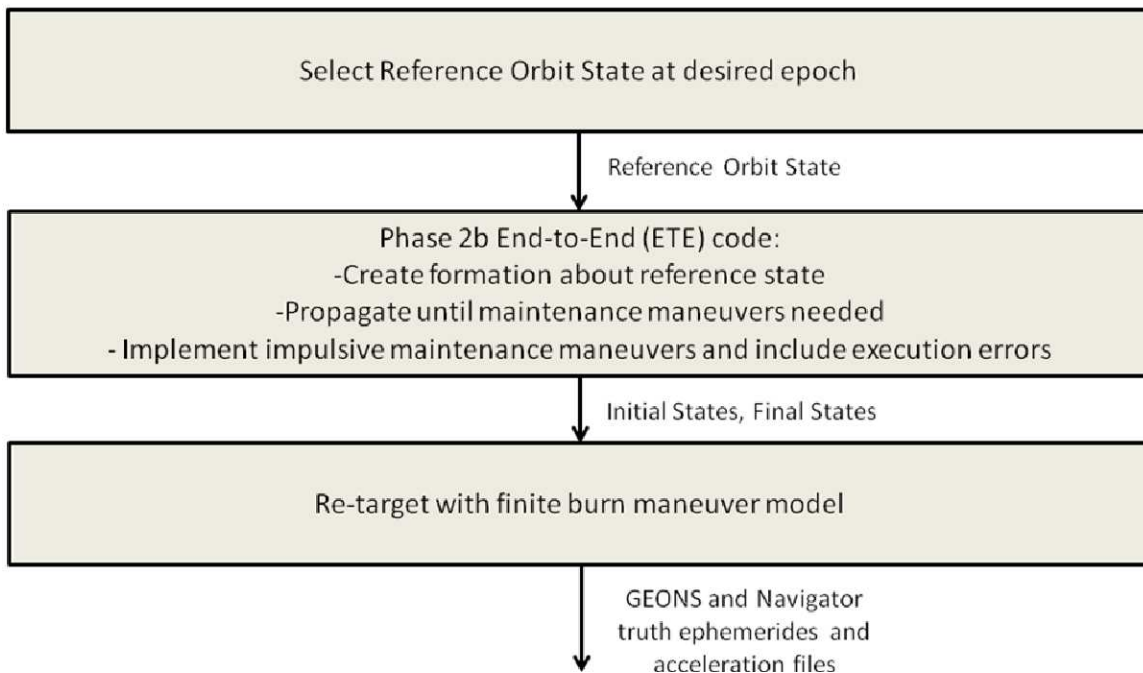 Select Reference Orbit State at desired epoch
Reference Orbit State
Phase 2b End-to-End (ETE) code:
-Create formation about reference state
-Propagate until maintenance maneuvers needed
- Implement impulsive maintenance maneuvers and include execution errors
Initial States, Final States
Re-target with finite burn maneuver model
GEONS and Navigator
truth ephemerides and
acceleration files